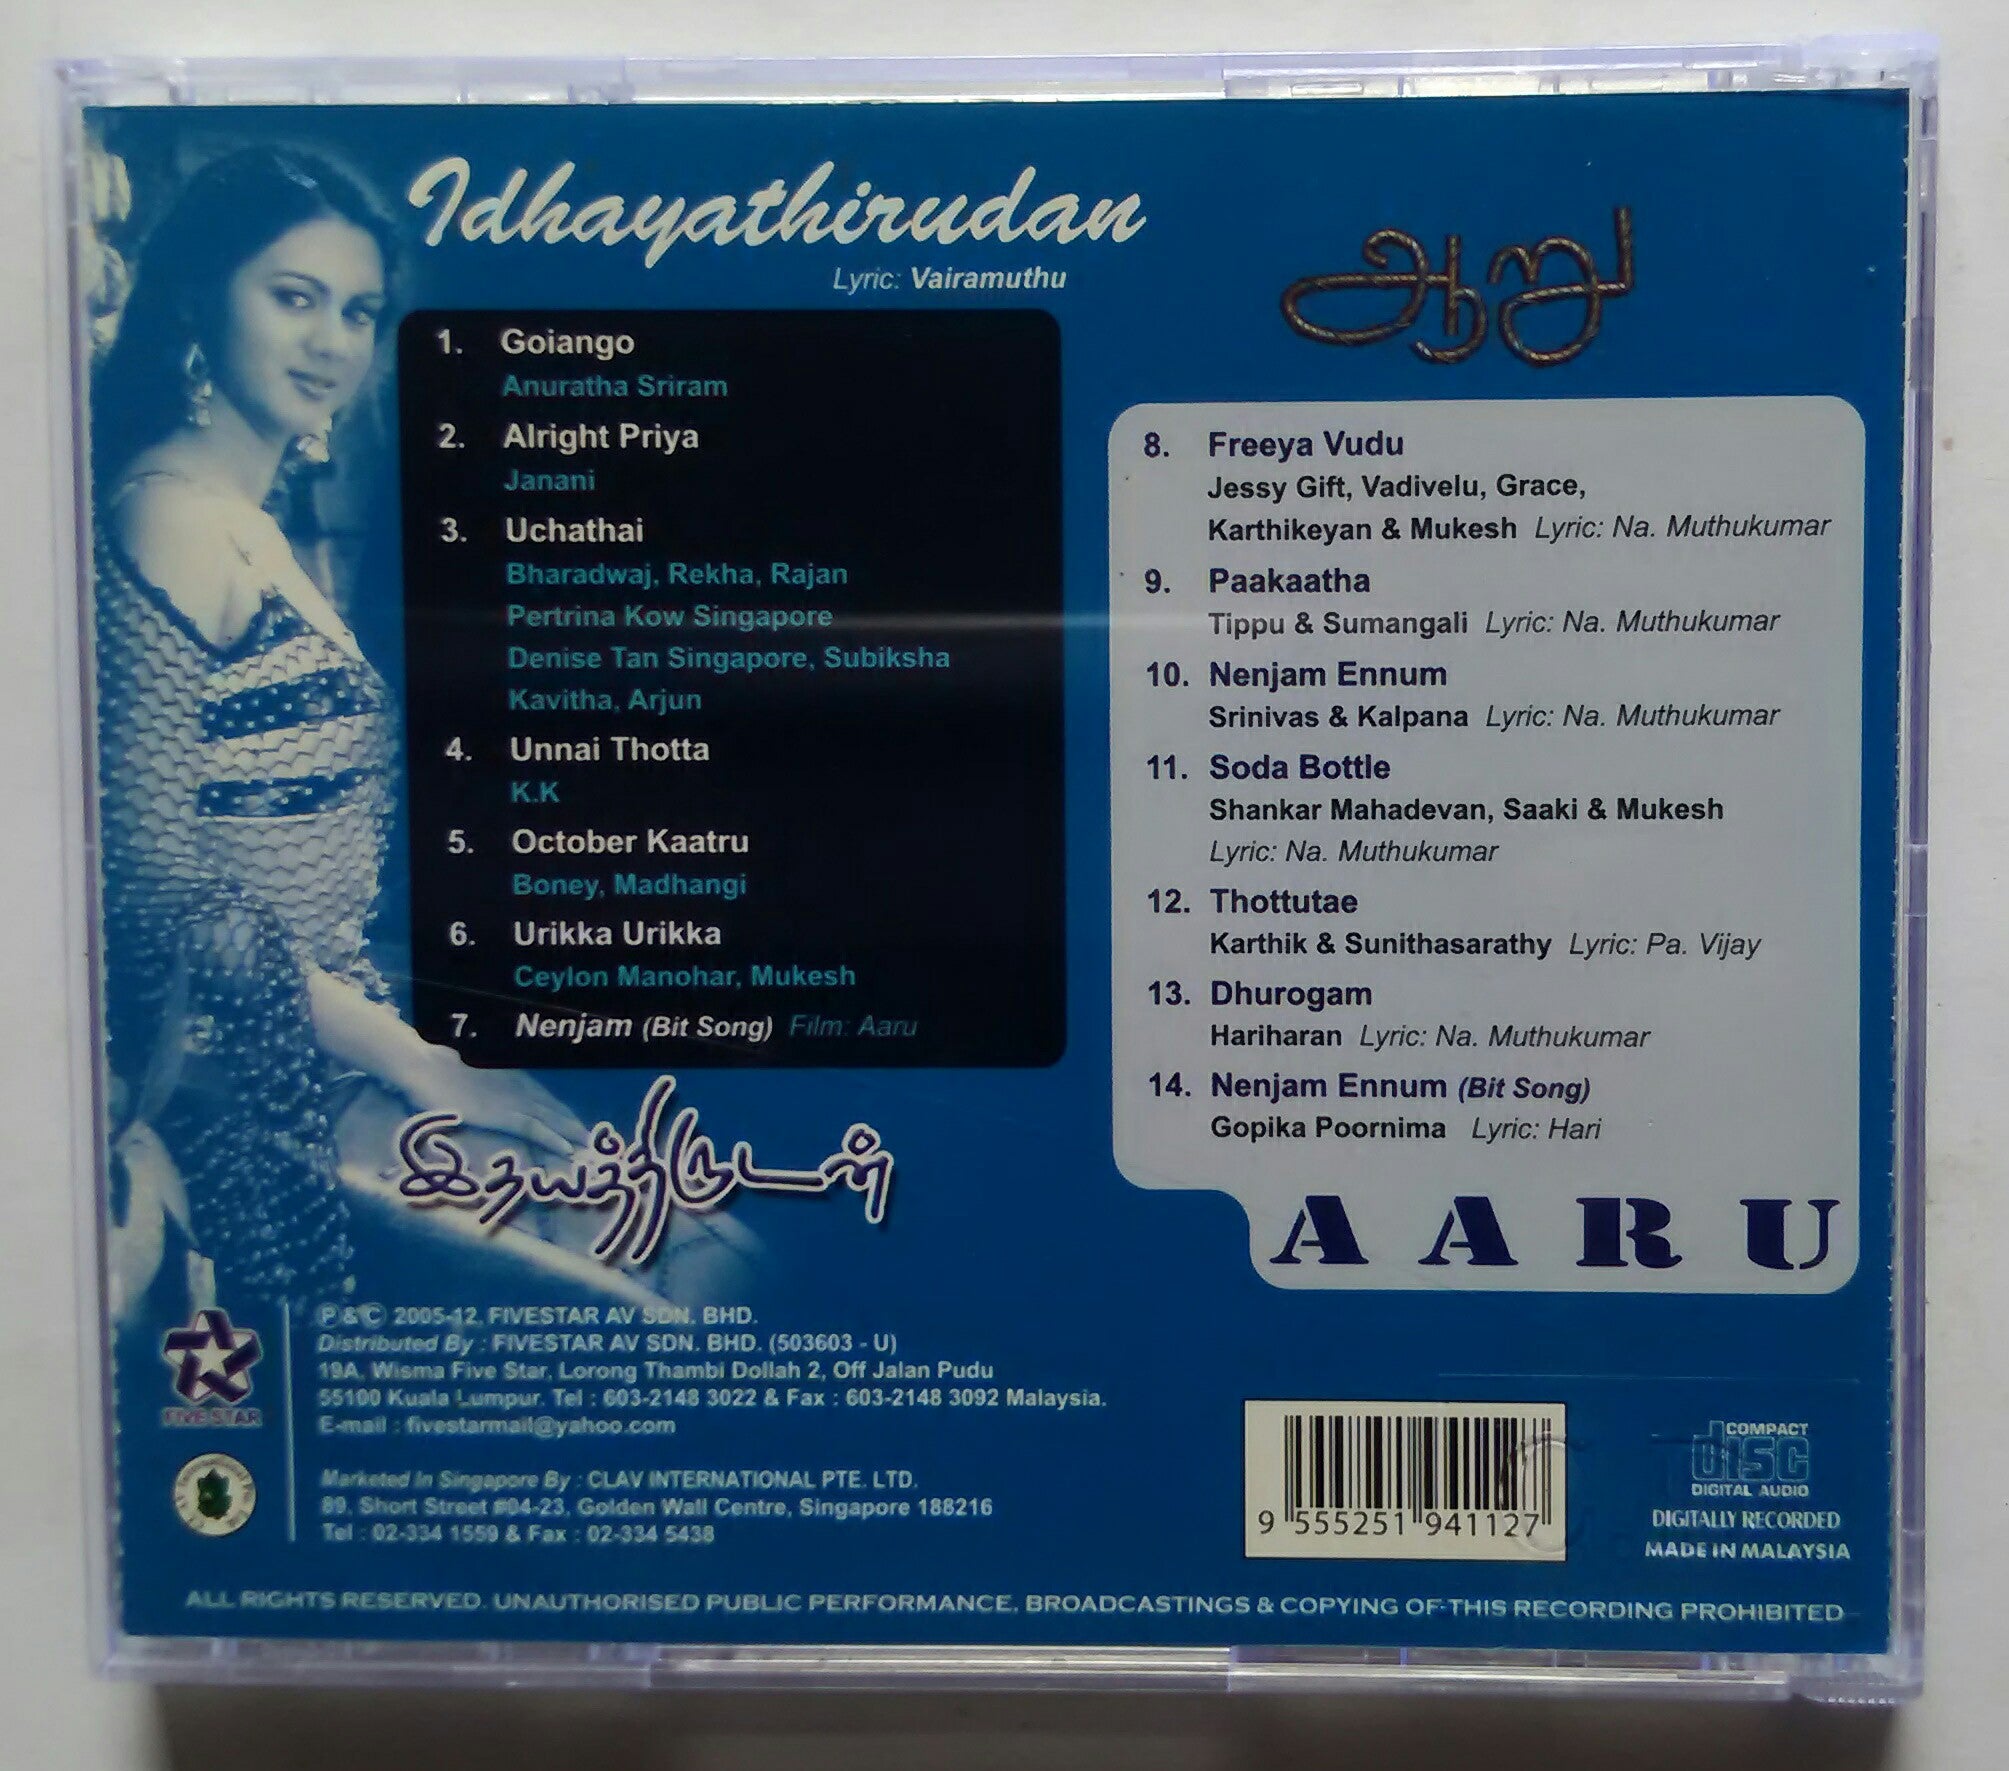 Idhayathirudan
Lyric: Vairamuthu
1. Goiango
Anuratha Sriram
2. Alright Priya
Janani
3. Uchathai
Bharadwaj, Rekha, Rajan
Pertrina Kow Singapore
Denise Tan Singapore, Subiksha
Kavitha, Arjun
4. Unnai Thotta
K.K
5. October Kaatru
Boney, Madhangi
6. Urikka Urikka
Ceylon Manohar, Mukesh
7. Nenjam (Bit Song) Film: Aaru
இதயத்திருடன்
ஆறு
8. Freeya Vudu
Jessy Gift, Vadivelu, Grace,
Karthikeyan & Mukesh Lyric: Na. Muthukumar
9. Paakaatha
Tippu & Sumangali Lyric: Na. Muthukumar
10. Nenjam Ennum
Srinivas & Kalpana Lyric: Na. Muthukumar
11. Soda Bottle
Shankar Mahadevan, Saaki & Mukesh
Lyric: Na. Muthukumar
12. Thottutae
Karthik & Sunithasarathy Lyric: Pa. Vijay
13. Dhurogam
Hariharan Lyric: Na. Muthukumar
14. Nenjam Ennum (Bit Song)
Gopika Poornima Lyric: Hari
AARU
FIVE STAR
℗ & © 2005-12, FIVESTAR AV SDN. BHD.
Distributed By : FIVESTAR AV SDN. BHD. (503603 - U)
19A, Wisma Five Star, Lorong Thambi Dollah 2, Off Jalan Pudu
55100 Kuala Lumpur. Tel : 603-2148 3022 & Fax : 603-2148 3092 Malaysia.
E-mail : fivestarmail@yahoo.com
Marketed In Singapore By : CLAV INTERNATIONAL PTE. LTD.
89, Short Street #04-23, Golden Wall Centre, Singapore 188216
Tel : 02-334 1559 & Fax : 02-334 5438
9 555251 941127
COMPACT
disc
DIGITAL AUDIO
DIGITALLY RECORDED
MADE IN MALAYSIA
ALL RIGHTS RESERVED. UNAUTHORISED PUBLIC PERFORMANCE, BROADCASTINGS & COPYING OF THIS RECORDING PROHIBITED